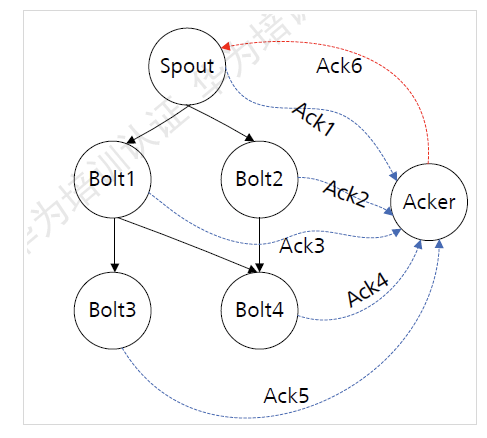 华为培训认证 华为培训
Spout
Ack6
Ack1
Bolt1
Bolt2
Ack2
Acker
Ack3
Bolt3
Bolt4
Ack4
Ack5